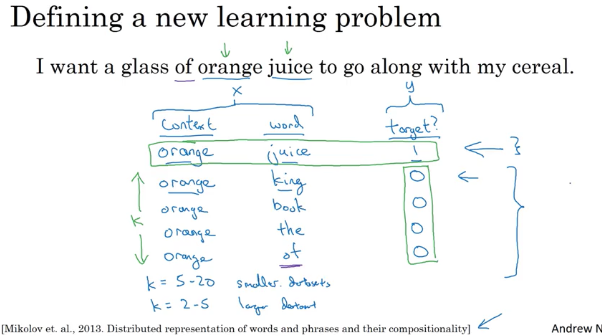 Defining a new learning problem
I want a glass of orange juice to go along with my cereal.
x y
Context word target?
orange juice 1
orange king 0
orange book 0
k
orange the 0
orange of 0
k = 5-20 smaller datasets
k = 2-5 larger dataset
[Mikolov et. al., 2013. Distributed representation of words and phrases and their compositionality] Andrew N